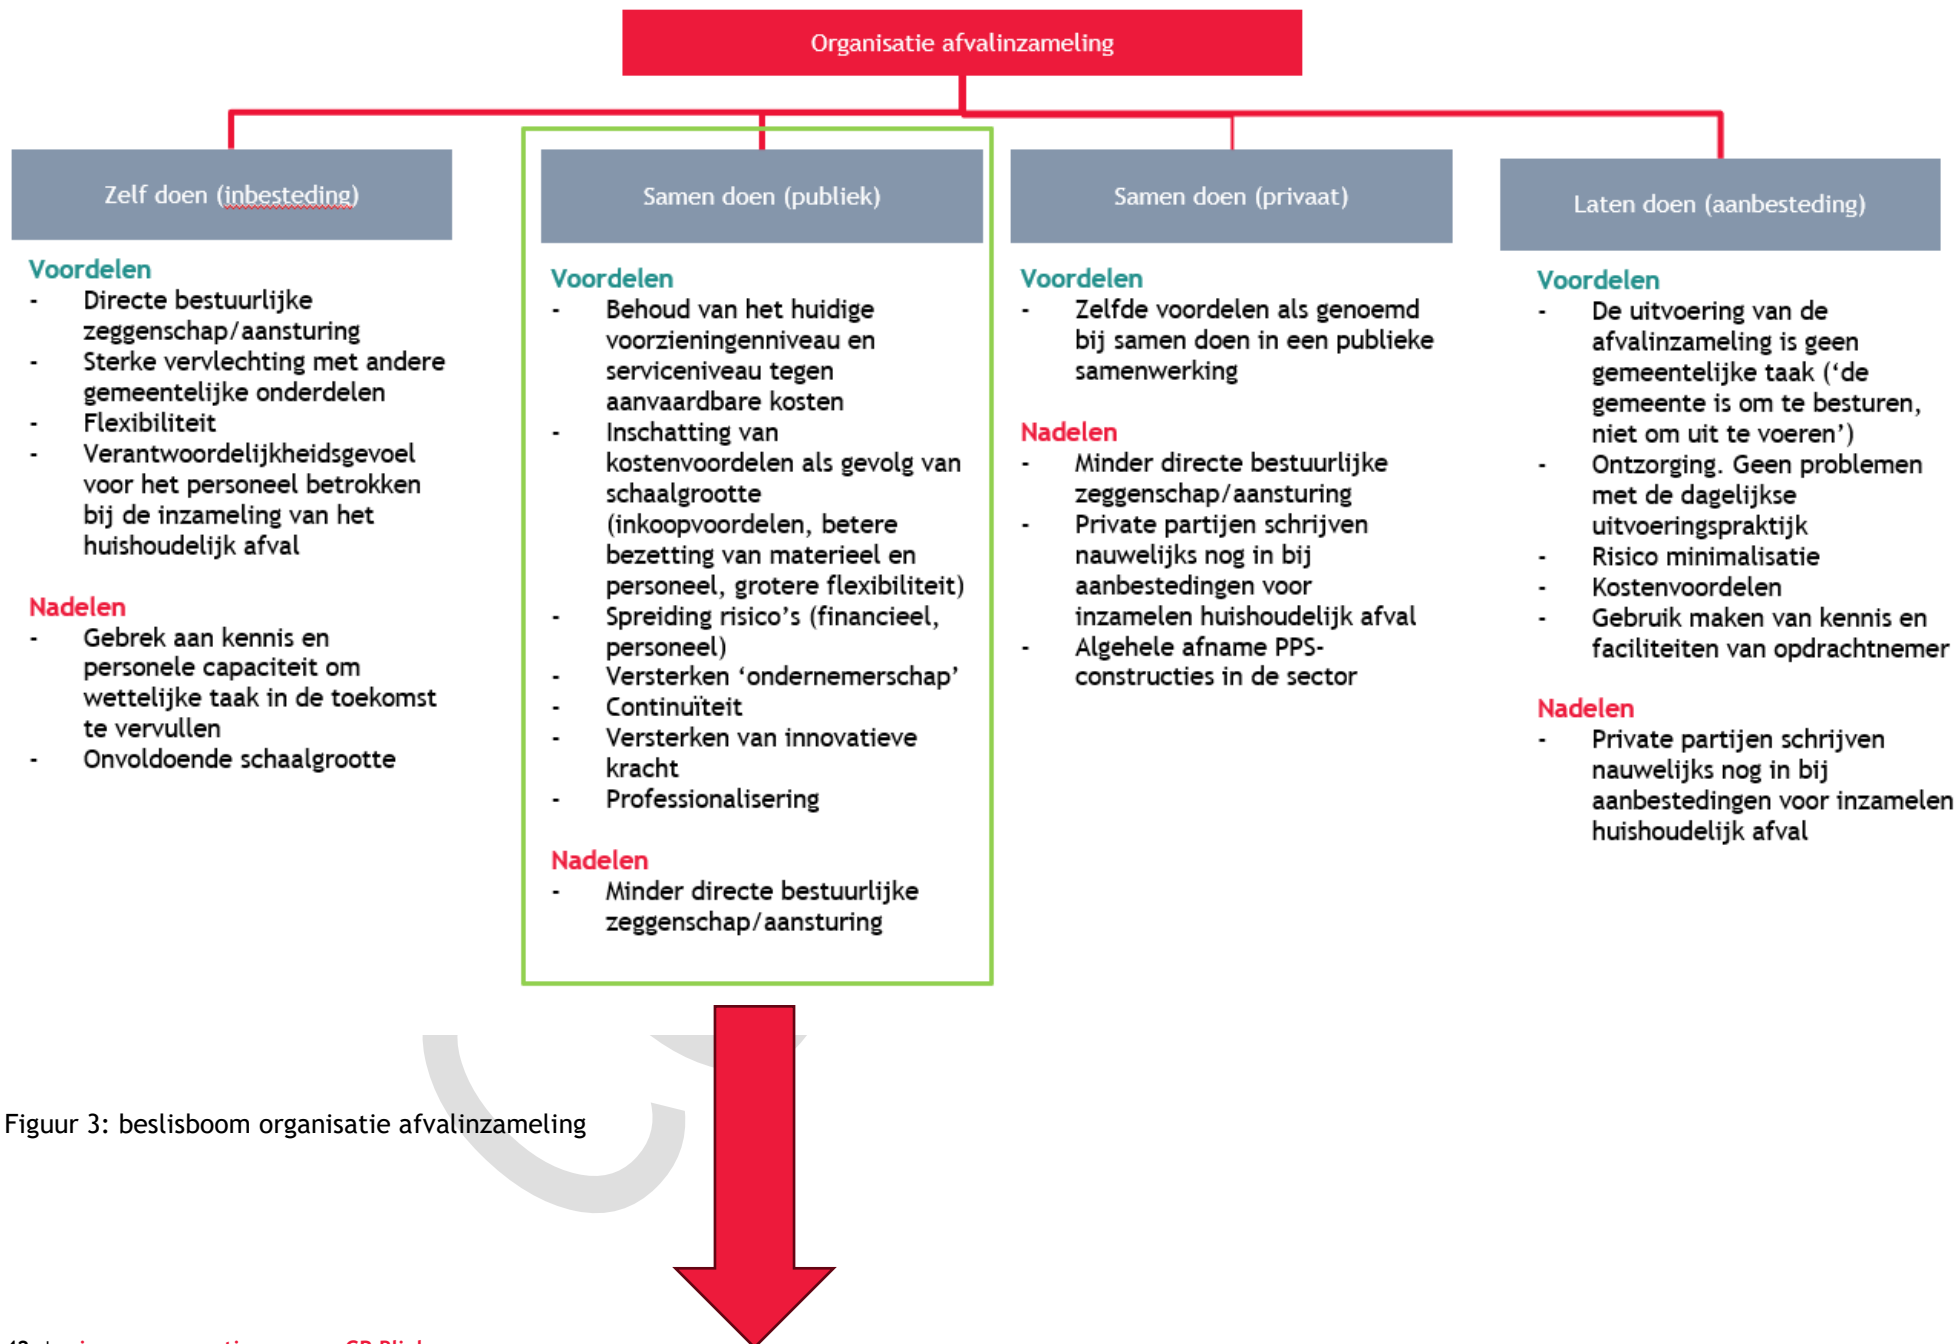 Organisatie afvalinzameling
Zelf doen (inbesteding)
Voordelen
- Directe bestuurlijke
zeggenschap/aansturing
- Sterke vervlechting met andere
gemeentelijke onderdelen
- Flexibiliteit
- Verantwoordelijkheidsgevoel
voor het personeel betrokken
bij de inzameling van het
huishoudelijk afval
Nadelen
- Gebrek aan kennis en
personele capaciteit om
wettelijke taak in de toekomst
te vervullen
- Onvoldoende schaalgrootte
Samen doen (publiek)
Voordelen
- Behoud van het huidige
voorzieningenniveau en
serviceniveau tegen
aanvaardbare kosten
- Inschatting van
kostenvoordelen als gevolg van
schaalgrootte
(inkoopvoordelen, betere
bezetting van materieel en
personeel, grotere flexibiliteit)
- Spreiding risico’s (financieel,
personeel)
- Versterken ‘ondernemerschap’
- Continuïteit
- Versterken van innovatieve
kracht
- Professionalisering
Nadelen
- Minder directe bestuurlijke
zeggenschap/aansturing
Samen doen (privaat)
Voordelen
- Zelfde voordelen als genoemd
bij samen doen in een publieke
samenwerking
Nadelen
- Minder directe bestuurlijke
zeggenschap/aansturing
- Private partijen schrijven
nauwelijks nog in bij
aanbestedingen voor
inzamelen huishoudelijk afval
- Algehele afname PPS-
constructies in de sector
Laten doen (aanbesteding)
Voordelen
- De uitvoering van de
afvalinzameling is geen
gemeentelijke taak (‘de
gemeente is om te besturen,
niet om uit te voeren’)
- Ontzorging. Geen problemen
met de dagelijkse
uitvoeringspraktijk
- Risico minimalisatie
- Kostenvoordelen
- Gebruik maken van kennis en
faciliteiten van opdrachtnemer
Nadelen
- Private partijen schrijven
nauwelijks nog in bij
aanbestedingen voor inzamelen
huishoudelijk afval
Figuur 3: beslisboom organisatie afvalinzameling